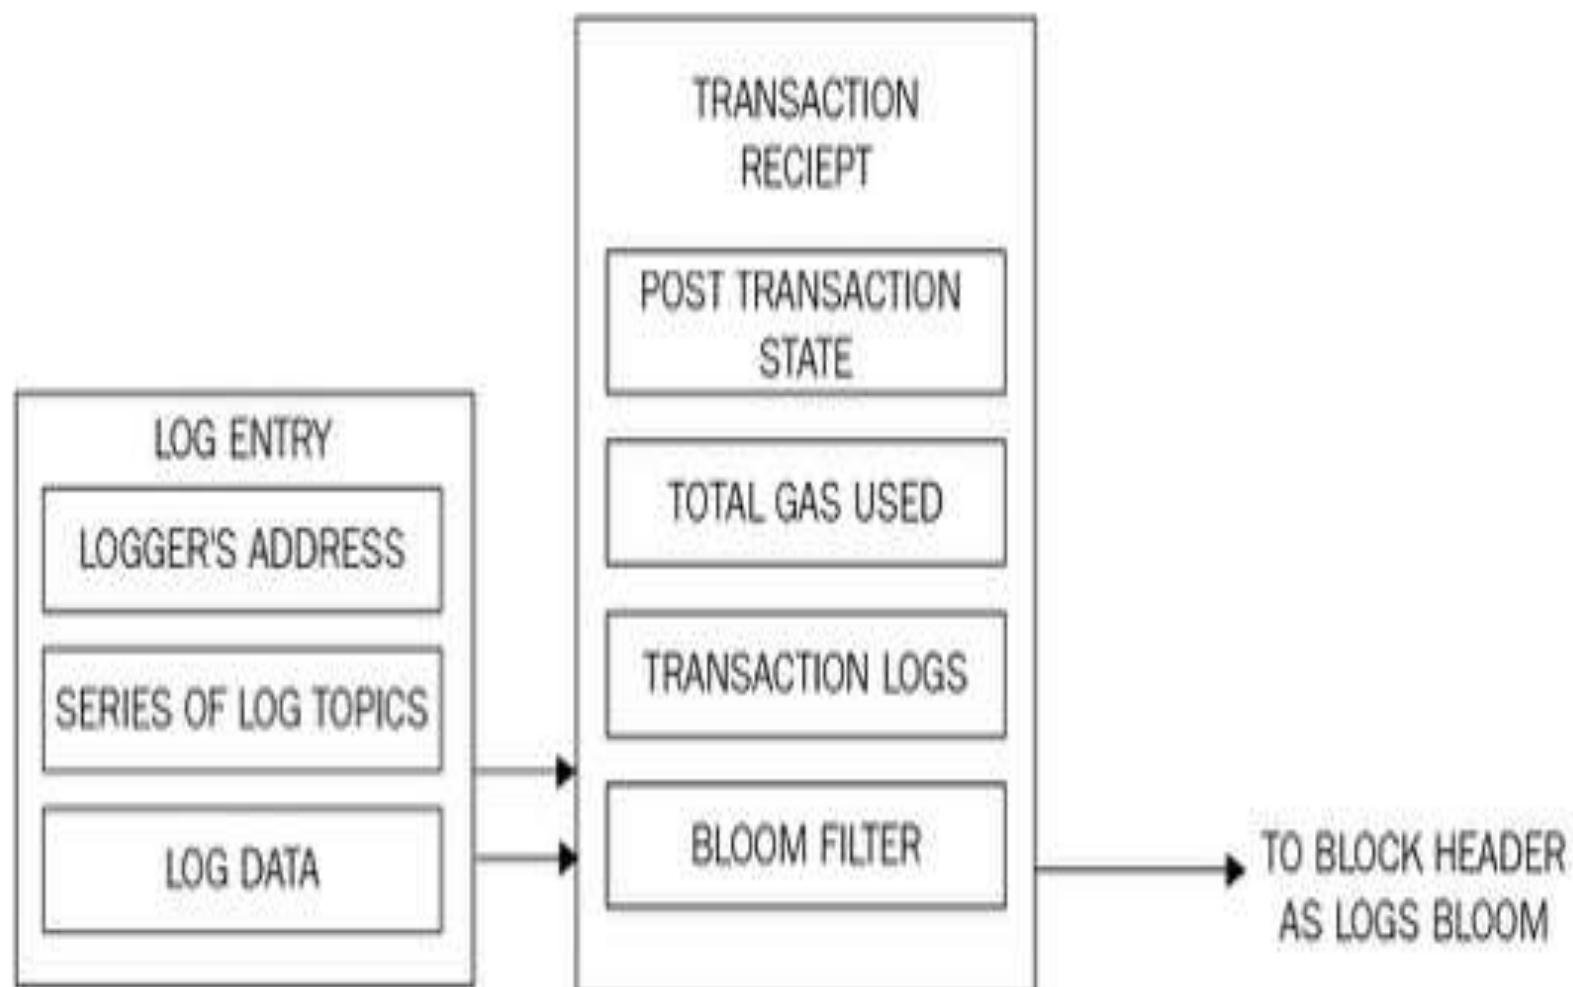 LOG ENTRY
LOGGER'S ADDRESS
SERIES OF LOG TOPICS
LOG DATA
TRANSACTION
RECIEPT
POST TRANSACTION
STATE
TOTAL GAS USED
TRANSACTION LOGS
BLOOM FILTER
TO BLOCK HEADER
AS LOGS BLOOM